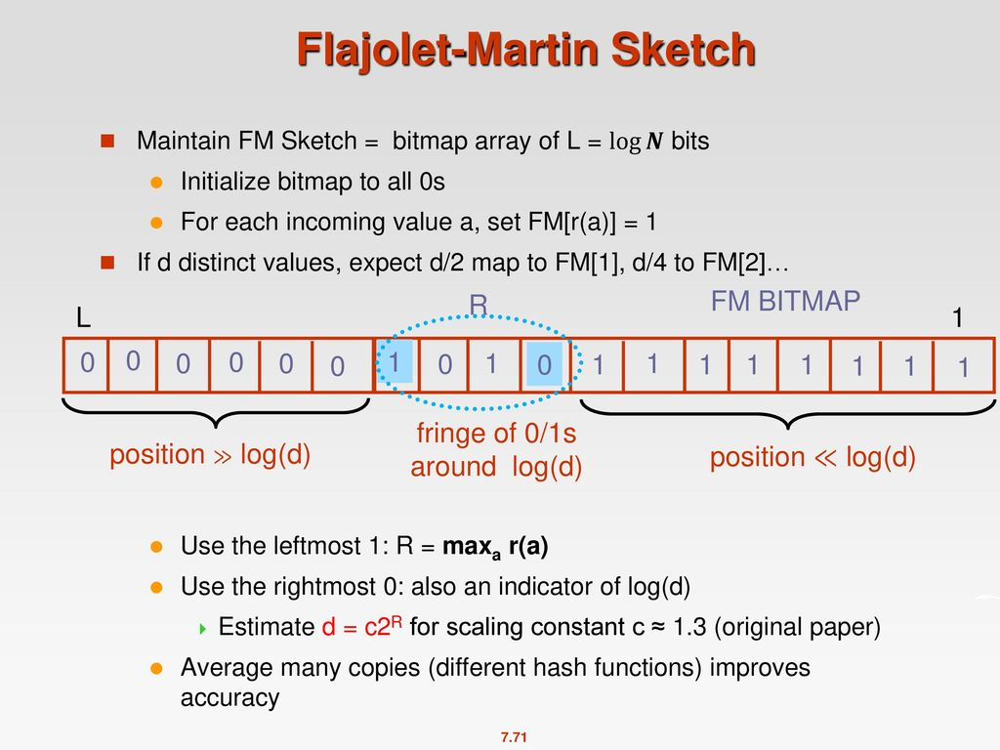 Flajolet-Martin Sketch
Maintain FM Sketch = bitmap array of L = log N bits
Initialize bitmap to all 0s
For each incoming value a, set FM[r(a)] = 1
If d distinct values, expect d/2 map to FM[1], d/4 to FM[2]…
L R FM BITMAP 1
0 0 0 0 0 0 1 0 1 0 1 1 1 1 1 1 1 1
position ≫ log(d)
fringe of 0/1s
around log(d)
position ≪ log(d)
Use the leftmost 1: R = maxₐ r(a)
Use the rightmost 0: also an indicator of log(d)
Estimate d = c2ᴿ for scaling constant c ≈ 1.3 (original paper)
Average many copies (different hash functions) improves
accuracy
7.71